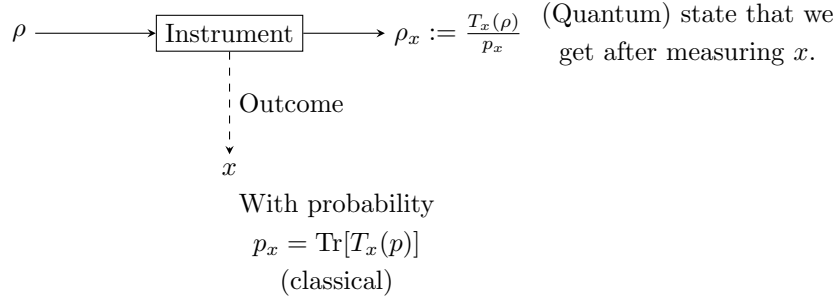 ρ Instrument ρ_x := T_x(ρ)/p_x (Quantum) state that we
get after measuring x.
Outcome
x
With probability
p_x = Tr[T_x(p)]
(classical)